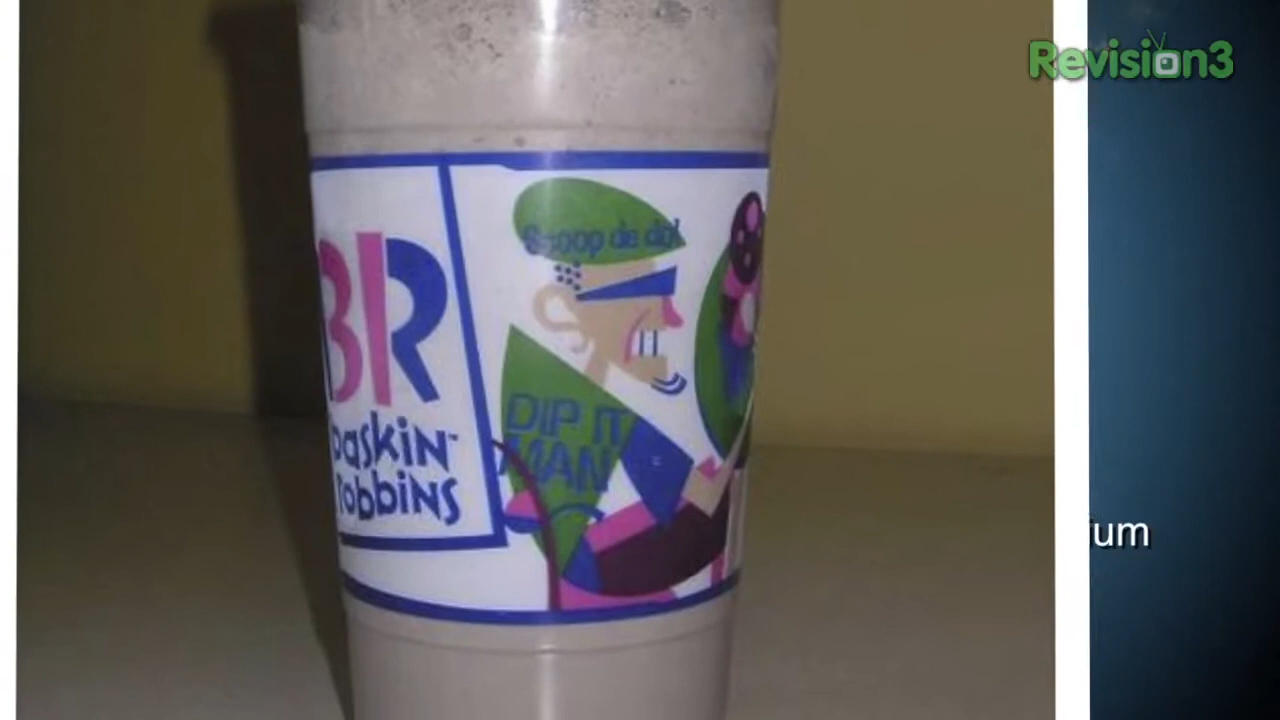 Revision3
Scoop de do!
BR
baskin-
robbins
DIP IT
MAN
ium